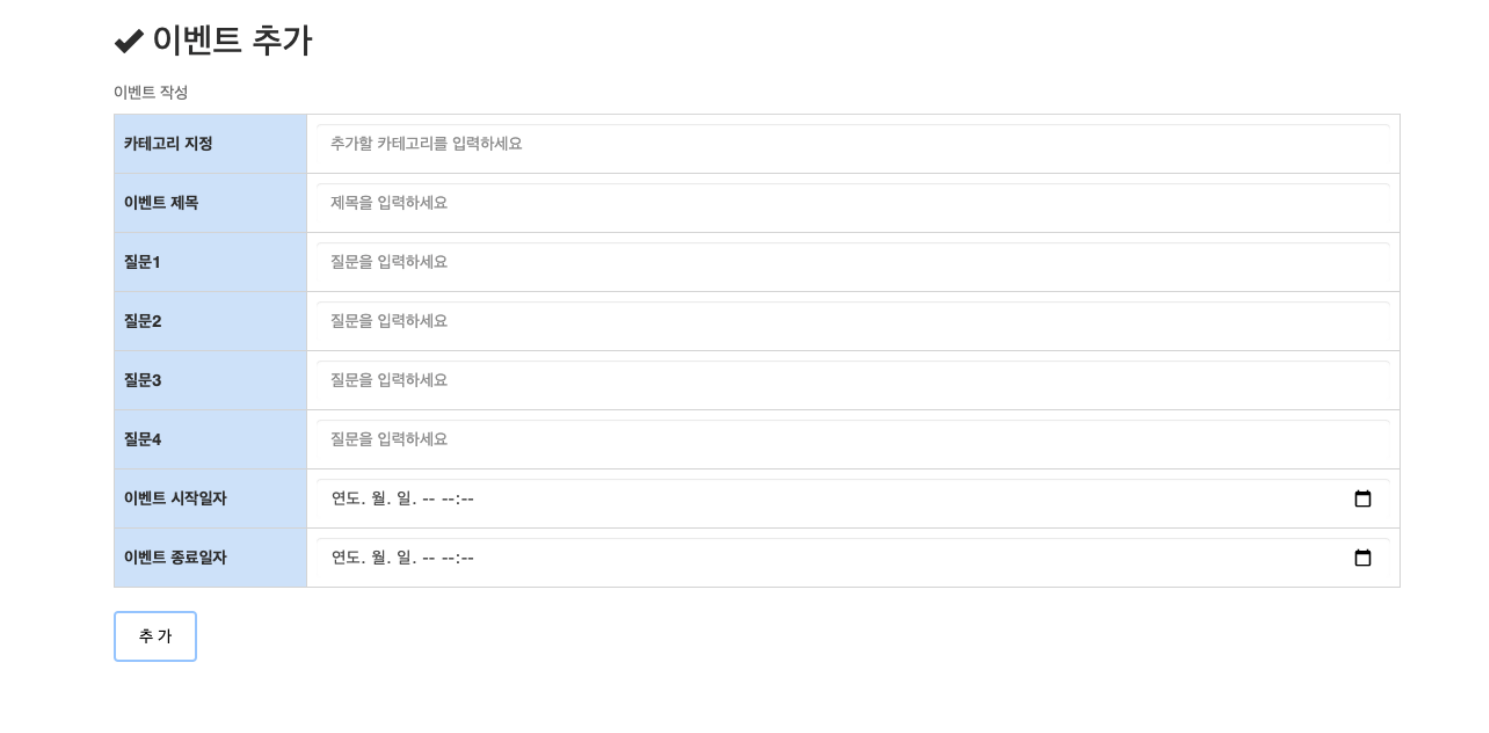 이벤트 추가
이벤트 작성
카테고리 지정 추가할 카테고리를 입력하세요
이벤트 제목 제목을 입력하세요
질문1 질문을 입력하세요
질문2 질문을 입력하세요
질문3 질문을 입력하세요
질문4 질문을 입력하세요
이벤트 시작일자 연도. 월. 일. -- --:--
이벤트 종료일자 연도. 월. 일. -- --:--
추 가